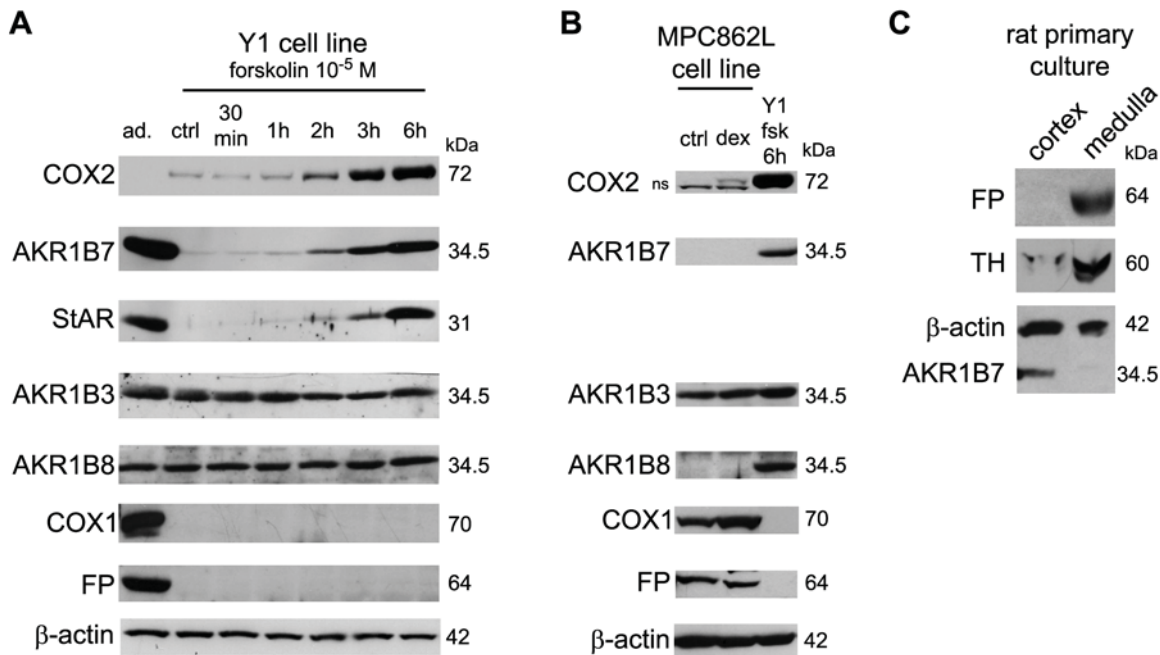 A
Y1 cell line
forskolin 10⁻⁵ M
ad. ctrl 30 min 1h 2h 3h 6h kDa
COX2 72
AKR1B7 34.5
StAR 31
AKR1B3 34.5
AKR1B8 34.5
COX1 70
FP 64
β-actin 42
B
MPC862L
cell line
ctrl dex Y1 fsk 6h kDa
COX2 ns 72
AKR1B7 34.5
AKR1B3 34.5
AKR1B8 34.5
COX1 70
FP 64
β-actin 42
C
rat primary
culture
cortex medulla kDa
FP 64
TH 60
β-actin 42
AKR1B7 34.5